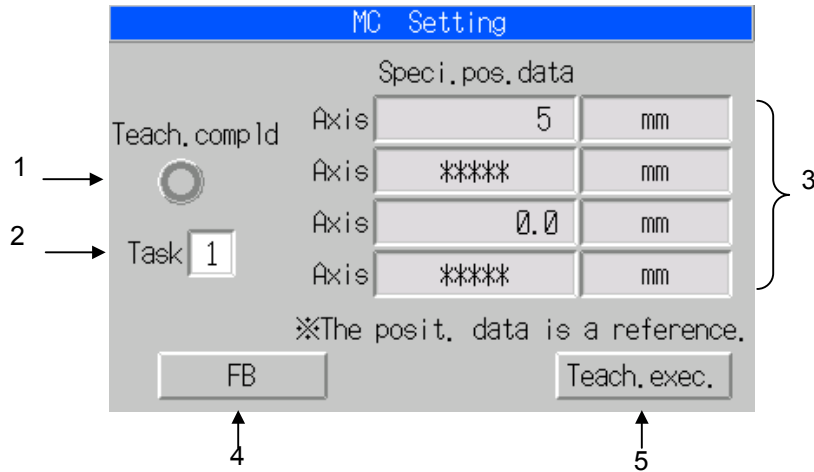 MC Setting
Speci.pos.data
Teach.compld
Axis 5 mm
1
Axis ***** mm
3
2
Task 1
Axis 0.0 mm
Axis ***** mm
※The posit. data is a reference.
FB
Teach.exec.
4
5